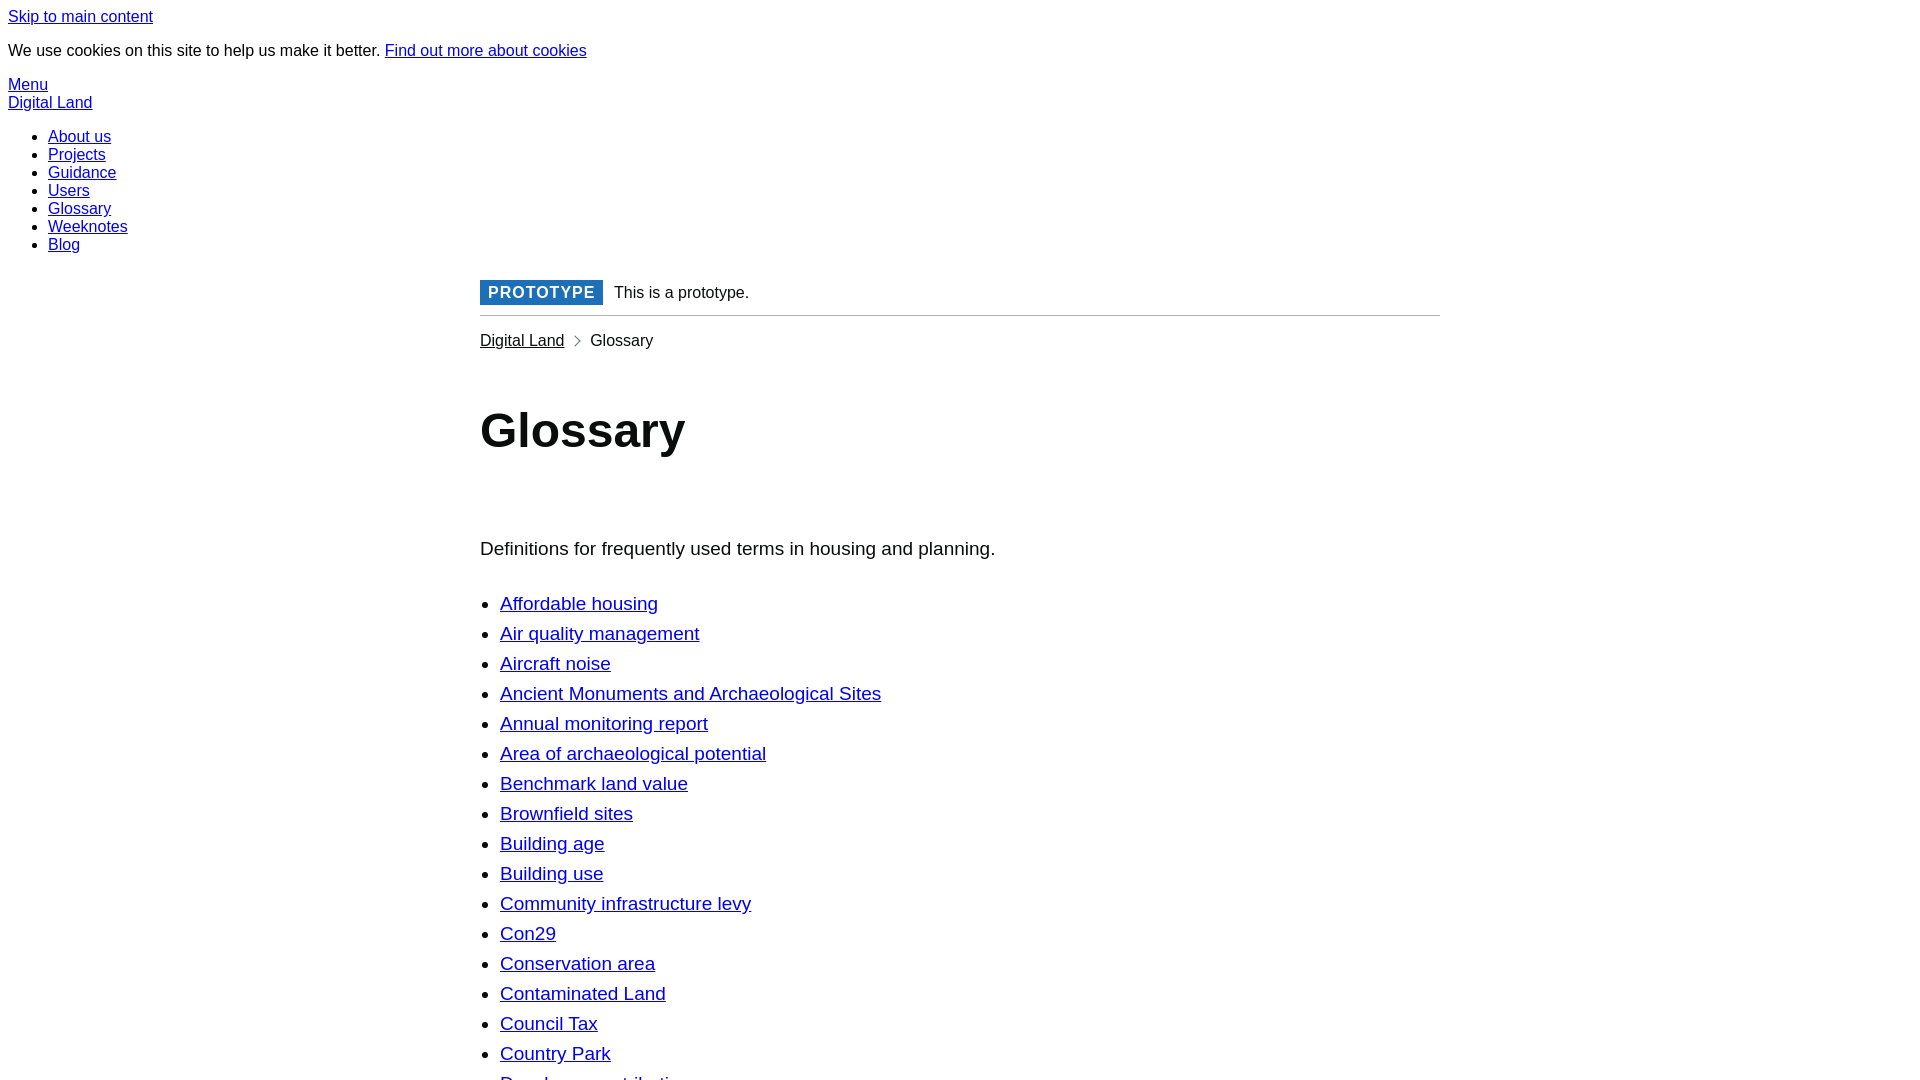 Skip to main content
We use cookies on this site to help us make it better. Find out more about cookies
Menu
Digital Land
About us
Projects
Guidance
Users
Glossary
Weeknotes
Blog
PROTOTYPE This is a prototype.
Digital Land Glossary
Glossary
Definitions for frequently used terms in housing and planning.
Affordable housing
Air quality management
Aircraft noise
Ancient Monuments and Archaeological Sites
Annual monitoring report
Area of archaeological potential
Benchmark land value
Brownfield sites
Building age
Building use
Community infrastructure levy
Con29
Conservation area
Contaminated Land
Council Tax
Country Park